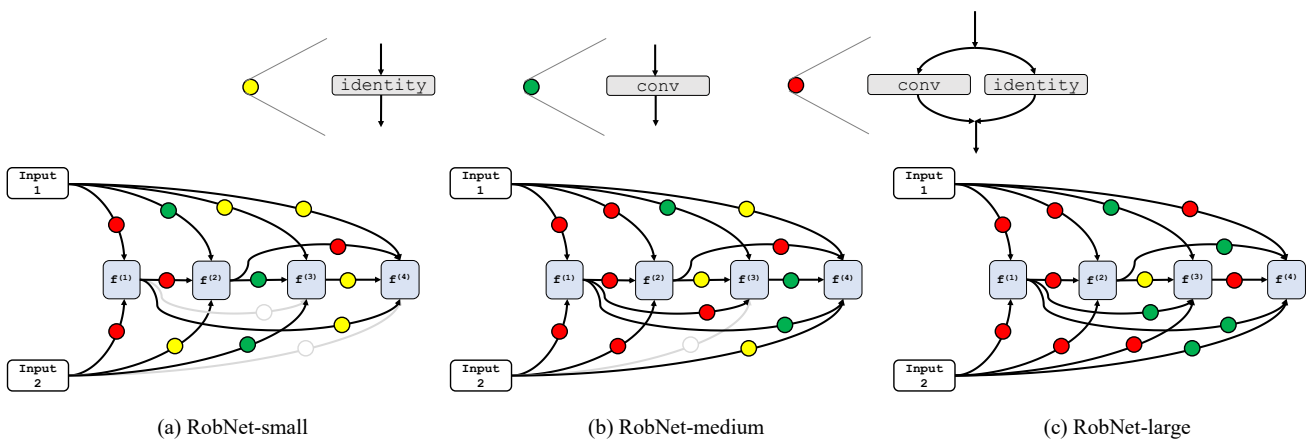 identity
conv
conv identity
Input 1
Input 1
Input 1
f(1) f(2) f(3) f(4)
f(1) f(2) f(3) f(4)
f(1) f(2) f(3) f(4)
Input 2
Input 2
Input 2
(a) RobNet-small
(b) RobNet-medium
(c) RobNet-large